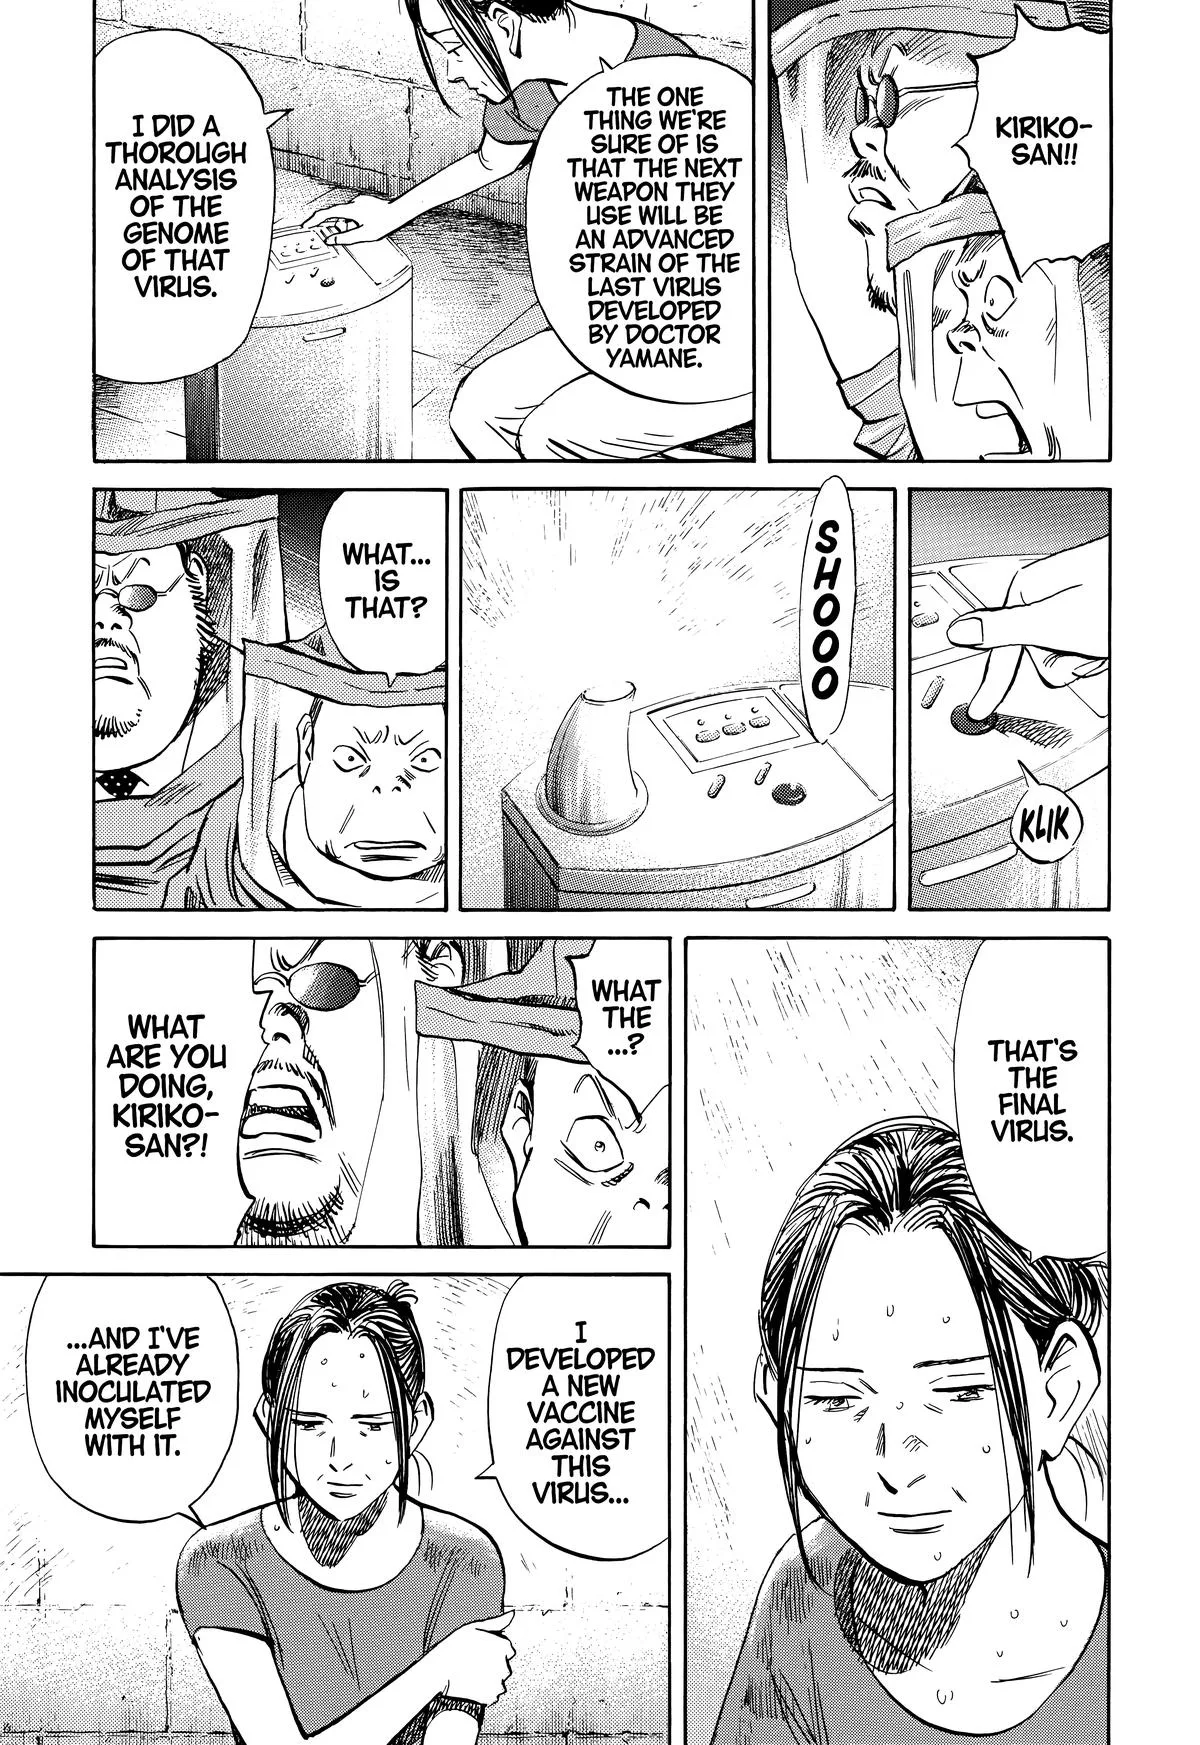 KIRIKO-
SAN!!
THE ONE
THING WE'RE
SURE OF IS
THAT THE NEXT
WEAPON THEY
USE WILL BE
AN ADVANCED
STRAIN OF THE
LAST VIRUS
DEVELOPED
BY DOCTOR
YAMANE.
I DID A
THOROUGH
ANALYSIS
OF THE
GENOME
OF THAT
VIRUS.
KLIK
SHOOO
WHAT...
IS
THAT?
THAT'S
THE
FINAL
VIRUS.
WHAT
THE
...?
WHAT
ARE YOU
DOING,
KIRIKO-
SAN?!
I
DEVELOPED
A NEW
VACCINE
AGAINST
THIS
VIRUS...
...AND I'VE
ALREADY
INOCULATED
MYSELF
WITH IT.